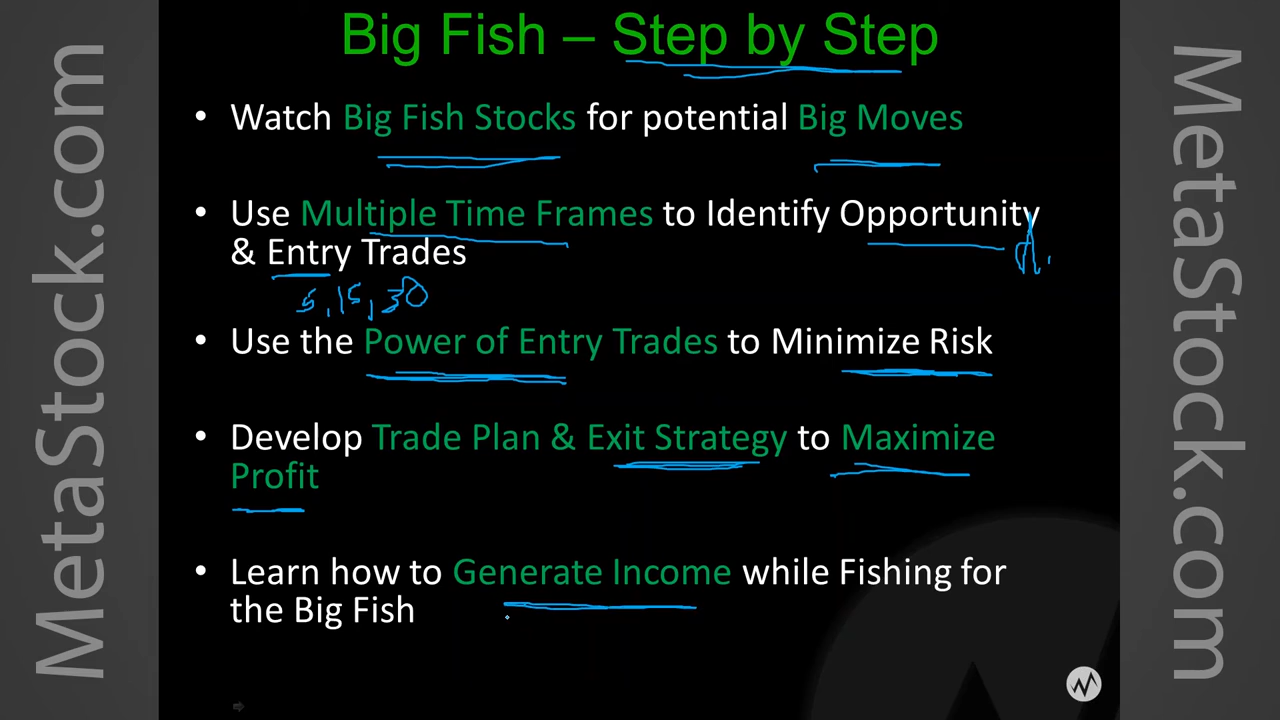 MetaStock.com
Big Fish – Step by Step
• Watch Big Fish Stocks for potential Big Moves
• Use Multiple Time Frames to Identify Opportunity
& Entry Trades
5, 15, 30
• Use the Power of Entry Trades to Minimize Risk
• Develop Trade Plan & Exit Strategy to Maximize
Profit
• Learn how to Generate Income while Fishing for
the Big Fish
MetaStock.com